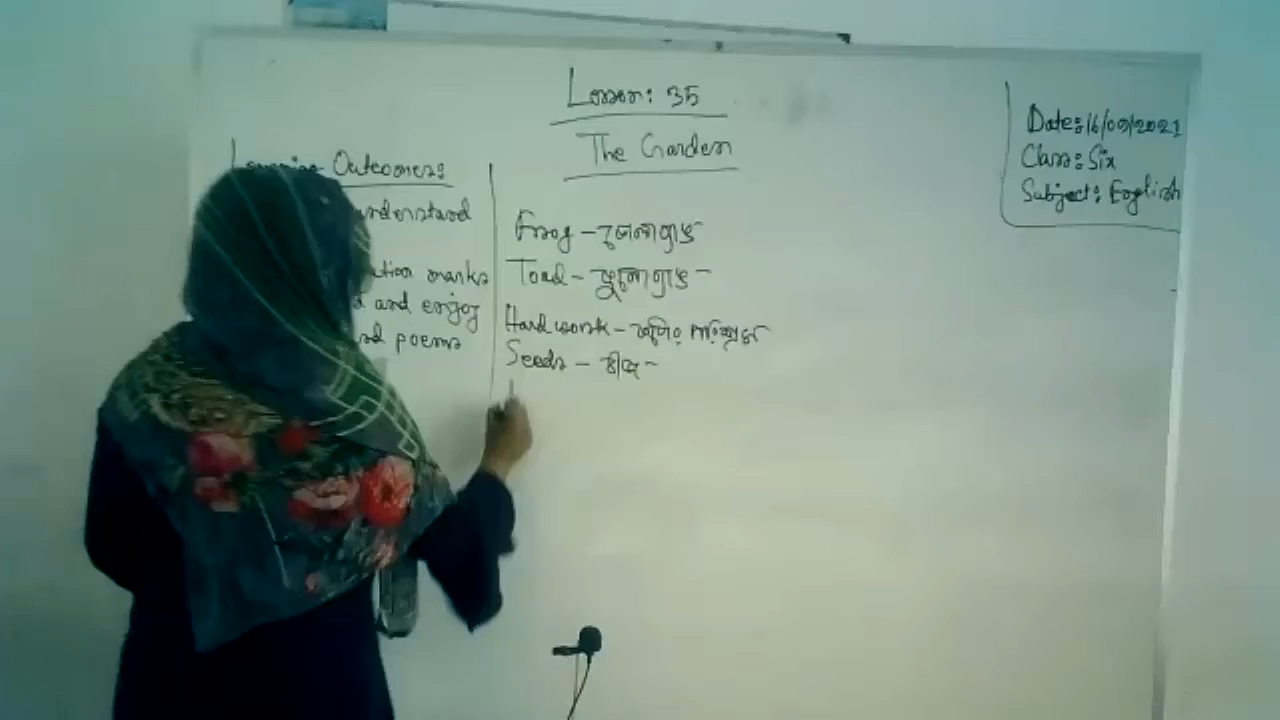 Lesson: 35
The Garden
Date: 16/09/2021
Class: Six
Subject: English
Learning Outcomes:
understand
marks
and enjoy
and poems
Frog - কোলাব্যাঙ
Toad - কুনোব্যাঙ -
Hard work - কঠোর পরিশ্রম
Seeds - বীজ -